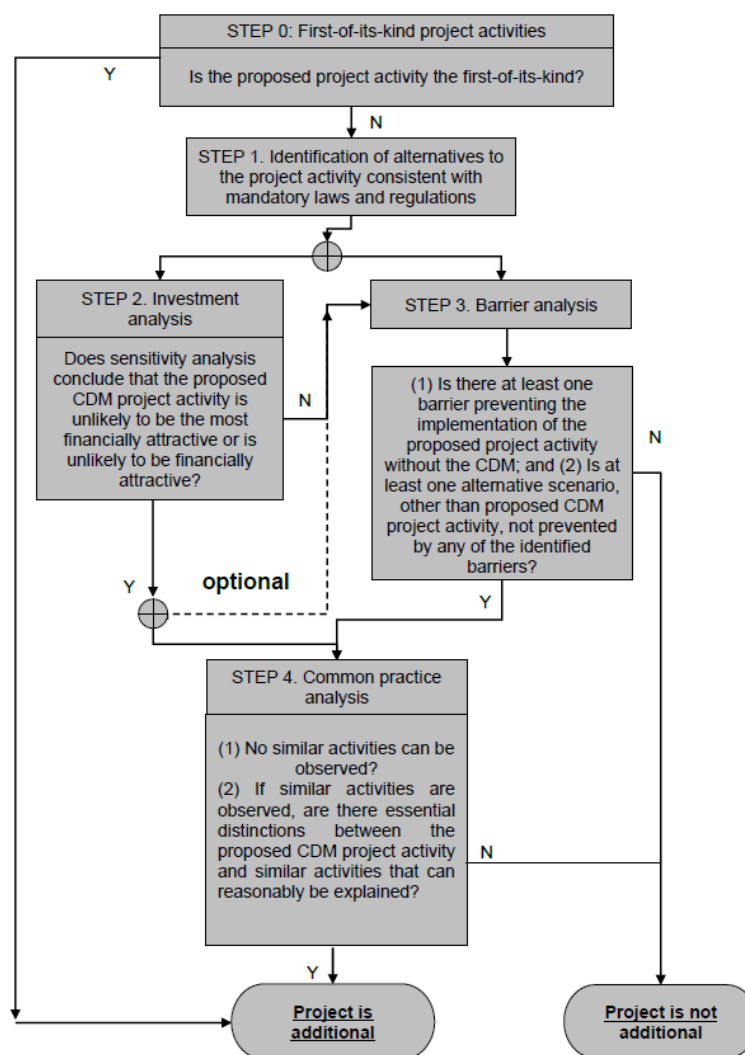 STEP 0: First-of-its-kind project activities
Y
Is the proposed project activity the first-of-its-kind?
N
STEP 1. Identification of alternatives to
the project activity consistent with
mandatory laws and regulations
STEP 2. Investment
analysis
Does sensitivity analysis
conclude that the proposed
CDM project activity is
unlikely to be the most
financially attractive or is
unlikely to be financially
attractive?
N
Y
optional
STEP 3. Barrier analysis
(1) Is there at least one
barrier preventing the
implementation of the
proposed project activity
without the CDM; and (2) Is at
least one alternative scenario,
other than proposed CDM
project activity, not prevented
by any of the identified
barriers?
N
Y
STEP 4. Common practice
analysis
(1) No similar activities can be
observed?
(2) If similar activities are
observed, are there essential
distinctions between the
proposed CDM project activity
and similar activities that can
reasonably be explained?
N
Y
Project is
additional
Project is not
additional